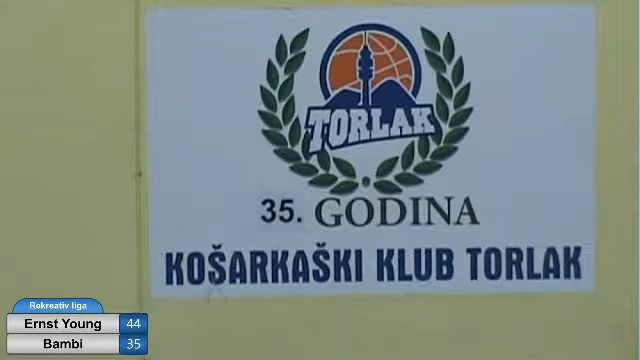 TORLAK
35. GODINA
KOŠARKAŠKI KLUB TORLAK
Rekreativ liga
Ernst Young 44
Bambi 35